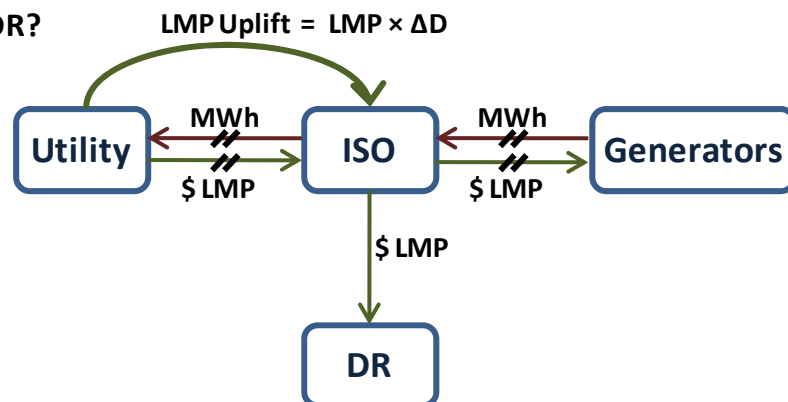 DR?
LMP Uplift = LMP × ΔD
MWh
MWh
Utility
ISO
Generators
$ LMP
$ LMP
$ LMP
DR